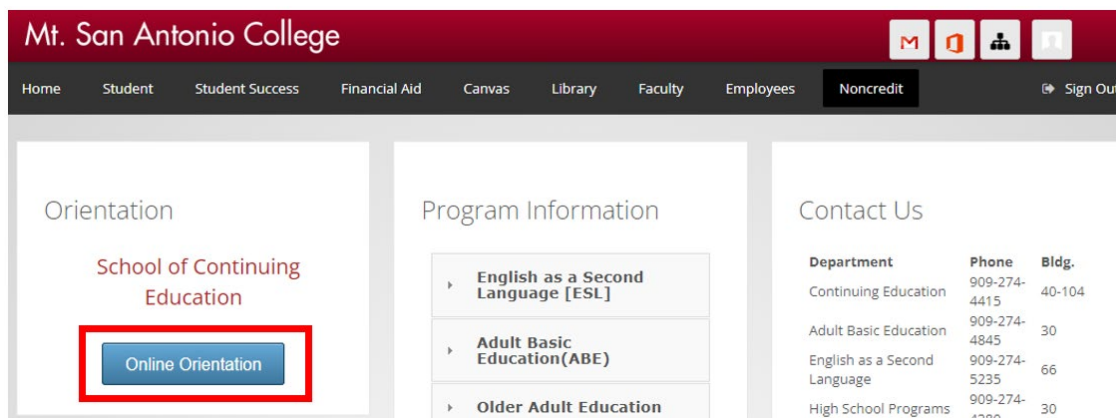 Mt. San Antonio College
Home Student Student Success Financial Aid Canvas Library Faculty Employees Noncredit Sign Out
Orientation
School of Continuing
Education
Online Orientation
Program Information
English as a Second
Language [ESL]
Adult Basic
Education(ABE)
Older Adult Education
Contact Us
Department Phone Bldg.
Continuing Education 909-274-
4415 40-104
Adult Basic Education 909-274-
4845 30
English as a Second
Language 909-274-
5235 66
High School Programs 909-274-
30